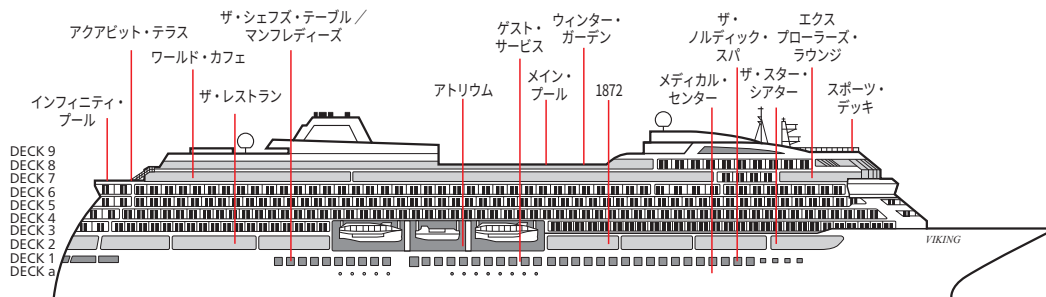 アクアビット・テラス
ワールド・カフェ
インフィニティ・
プール
ザ・レストラン
ザ・シェフズ・テーブル／
マンフレディーズ
アトリウム
ゲスト・
サービス
メイン・
プール
ウィンター・
ガーデン
1872
メディカル・
センター
ザ・
ノルディック・
スパ
ザ・スター・
シアター
エクス
プローラーズ・
ラウンジ
スポーツ・
デッキ
DECK 9
DECK 8
DECK 7
DECK 6
DECK 5
DECK 4
DECK 3
DECK 2
DECK 1
DECK a
VIKING